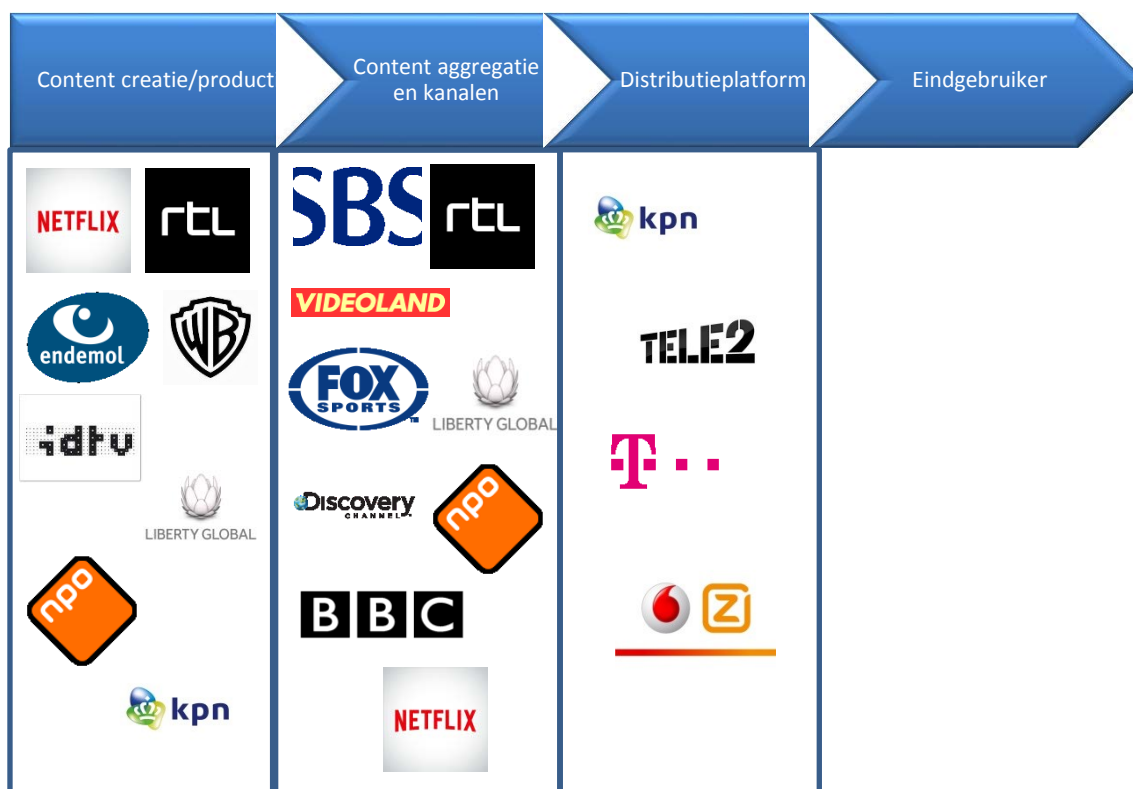 Content creatie/product
Content aggregatie
en kanalen
Distributieplatform
Eindgebruiker
NETFLIX
rtl
endemol
WB
idtv
LIBERTY GLOBAL
npo
kpn
SBS
rtl
VIDEOLAND
FOX
SPORTS
TM
LIBERTY GLOBAL
Discovery
CHANNEL
npo
BBC
NETFLIX
kpn
TELE2
T
Z